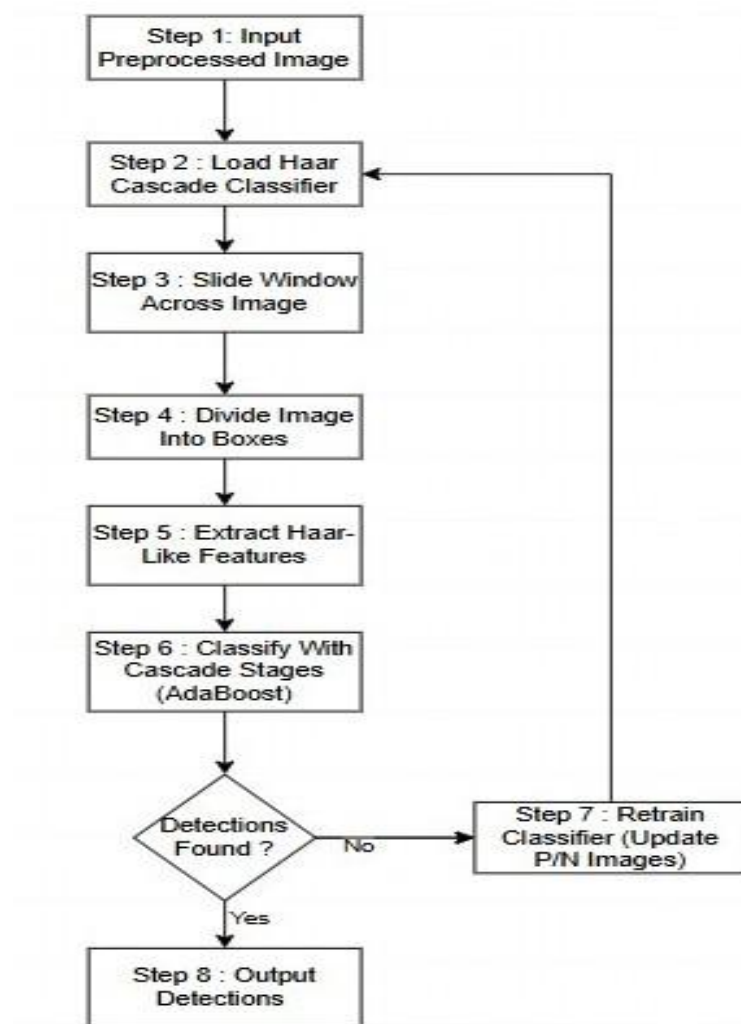 Step 1: Input
Preprocessed Image
Step 2 : Load Haar
Cascade Classifier
Step 3 : Slide Window
Across Image
Step 4 : Divide Image
Into Boxes
Step 5 : Extract Haar-
Like Features
Step 6 : Classify With
Cascade Stages
(AdaBoost)
Detections
Found ?
No
Step 7 : Retrain
Classifier (Update
P/N Images)
Yes
Step 8 : Output
Detections